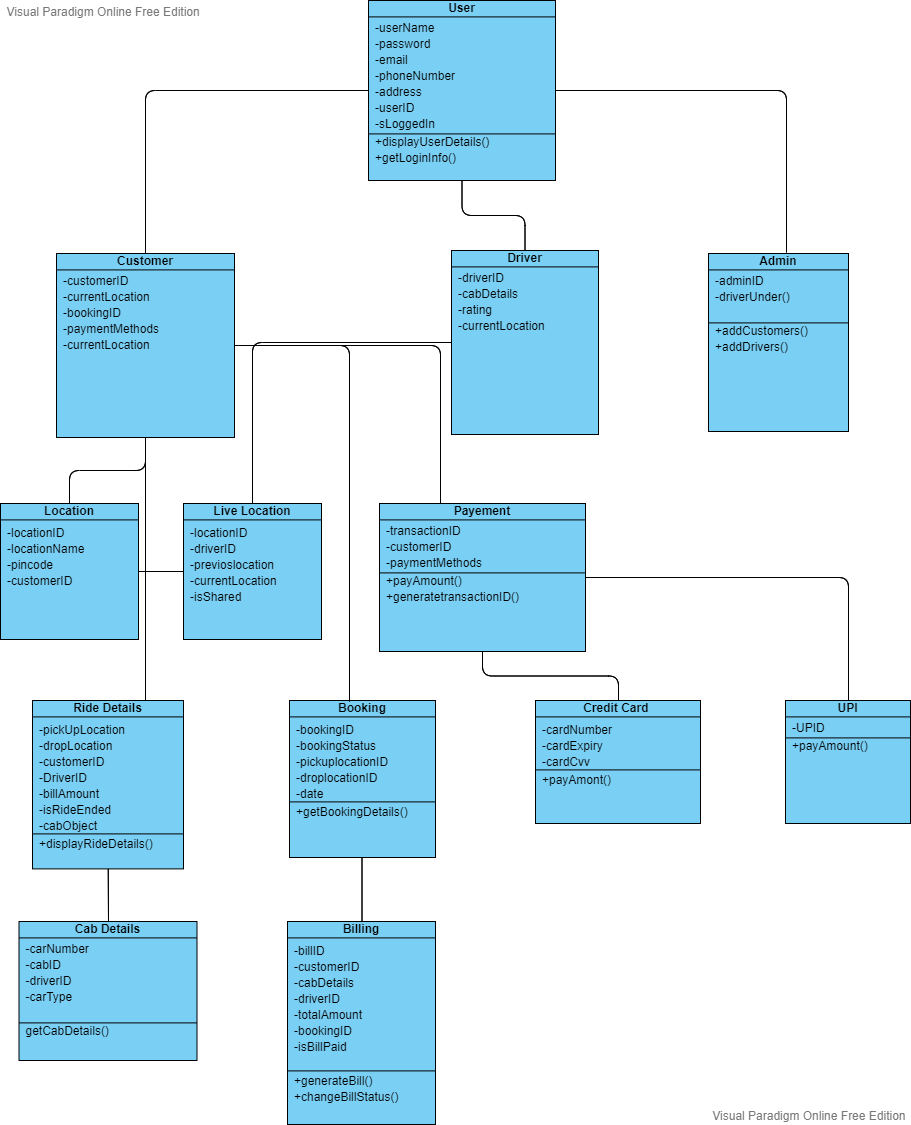 Visual Paradigm Online Free Edition
User
-userName
-password
-email
-phoneNumber
-address
-userID
-sLoggedIn
+displayUserDetails()
+getLoginInfo()
Customer
-customerID
-currentLocation
-bookingID
-paymentMethods
-currentLocation
Driver
-driverID
-cabDetails
-rating
-currentLocation
Admin
-adminID
-driverUnder()
+addCustomers()
+addDrivers()
Location
-locationID
-locationName
-pincode
-customerID
Live Location
-locationID
-driverID
-previoslocation
-currentLocation
-isShared
Payement
-transactionID
-customerID
-paymentMethods
+payAmount()
+generatetransactionID()
Ride Details
-pickUpLocation
-dropLocation
-customerID
-DriverID
-billAmount
-isRideEnded
-cabObject
+displayRideDetails()
Booking
-bookingID
-bookingStatus
-pickuplocationID
-droplocationID
-date
+getBookingDetails()
Credit Card
-cardNumber
-cardExpiry
-cardCvv
+payAmont()
UPI
-UPID
+payAmount()
Cab Details
-carNumber
-cabID
-driverID
-carType
getCabDetails()
Billing
-billID
-customerID
-cabDetails
-driverID
-totalAmount
-bookingID
-isBillPaid
+generateBill()
+changeBillStatus()
Visual Paradigm Online Free Edition